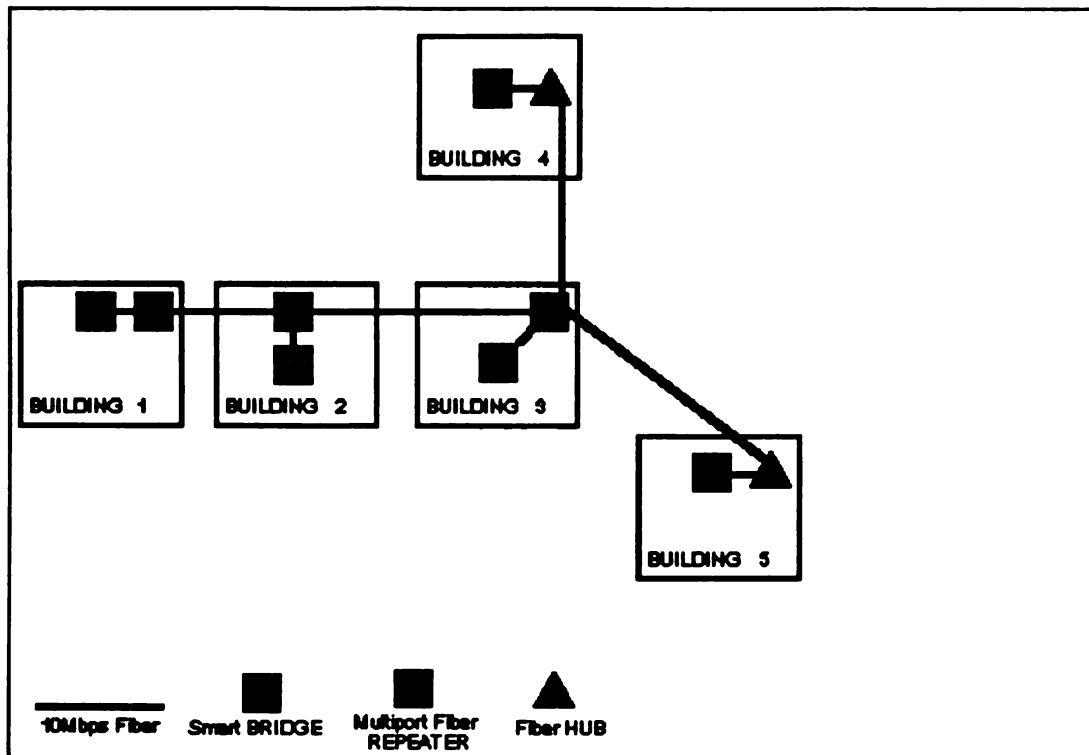 BUILDING 4
BUILDING 1
BUILDING 2
BUILDING 3
BUILDING 5
10Mbps Fiber
Smart BRIDGE
Multiport Fiber
REPEATER
Fiber HUB